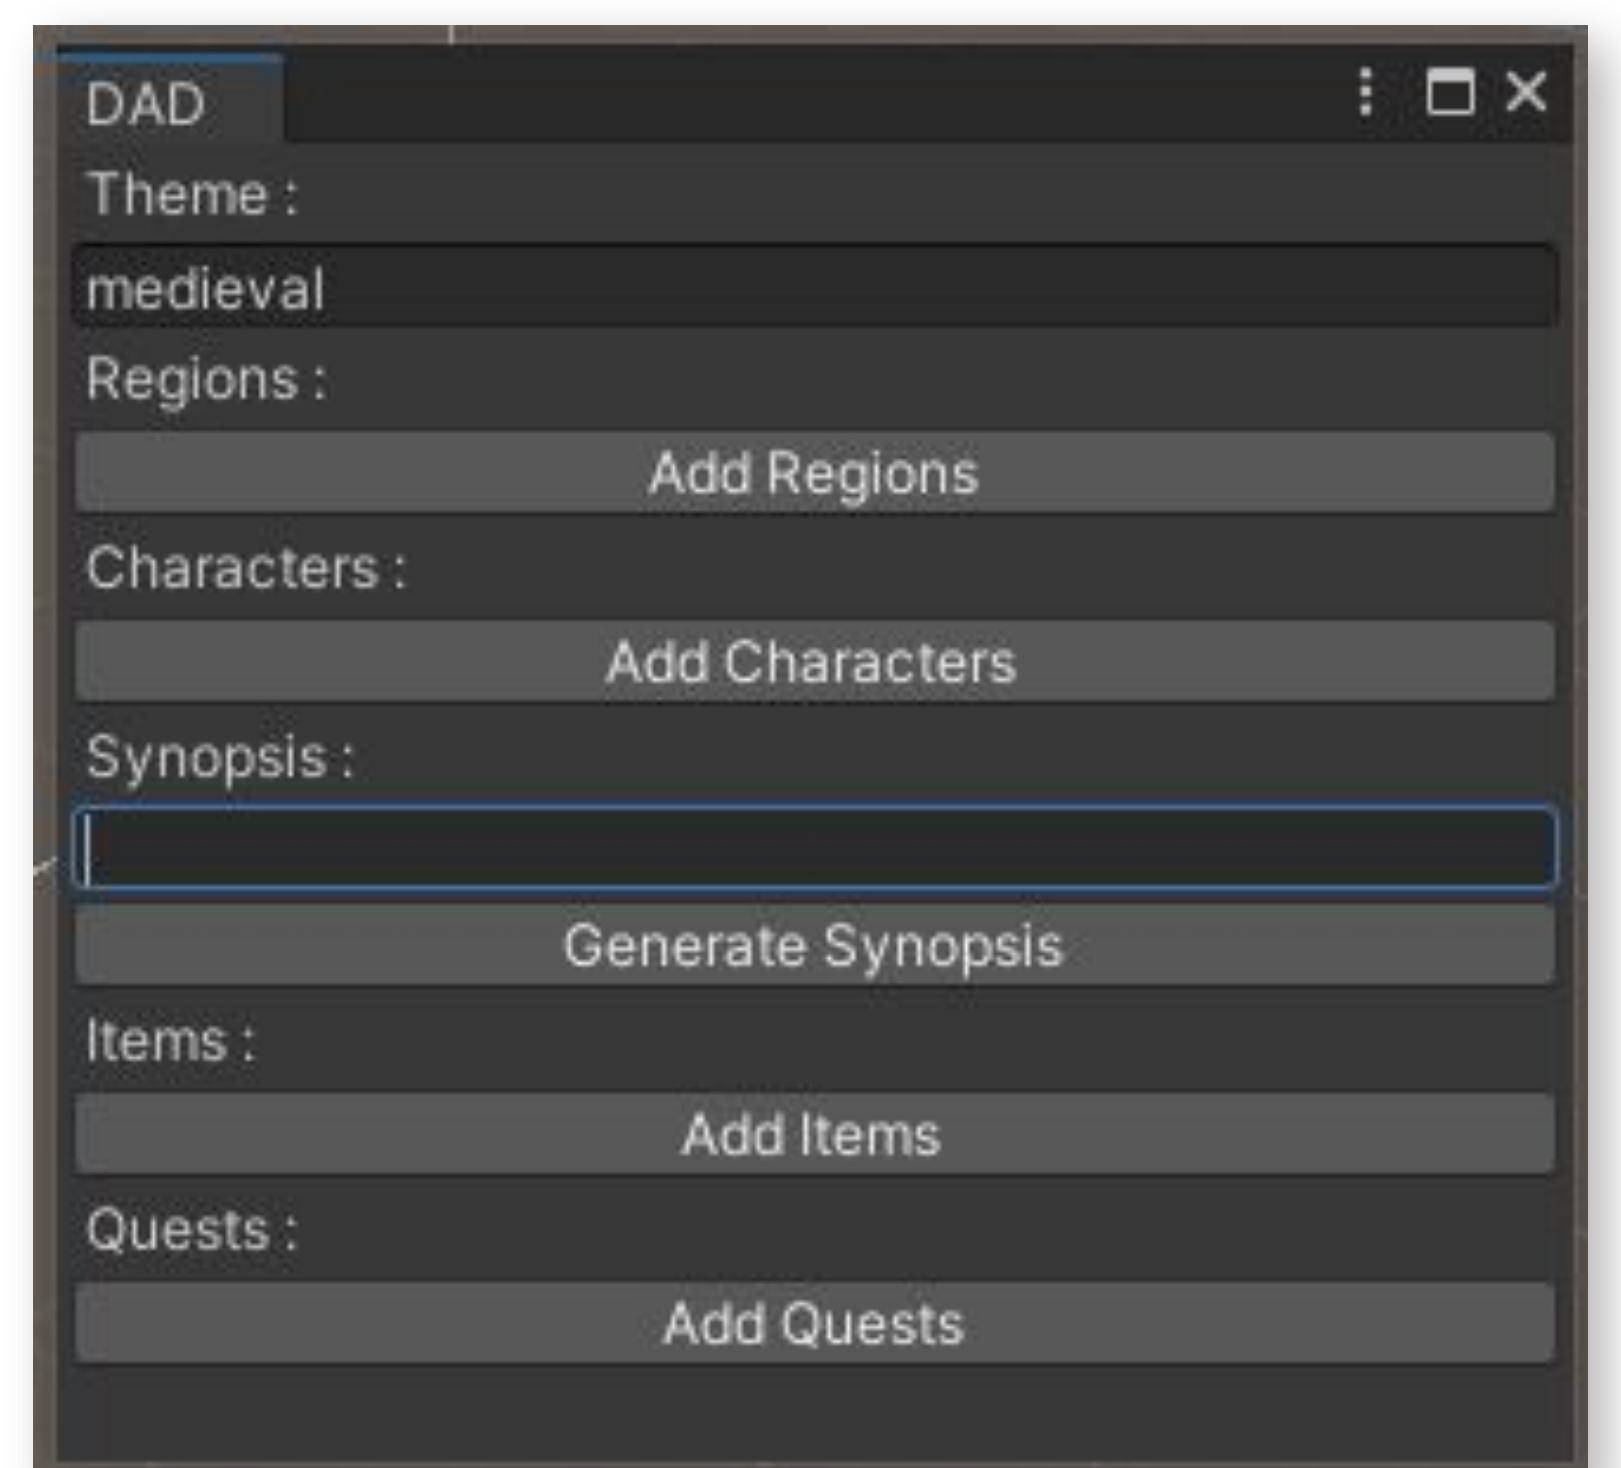 DAD
Theme :
medieval
Regions :
Add Regions
Characters :
Add Characters
Synopsis :
Generate Synopsis
Items :
Add Items
Quests :
Add Quests